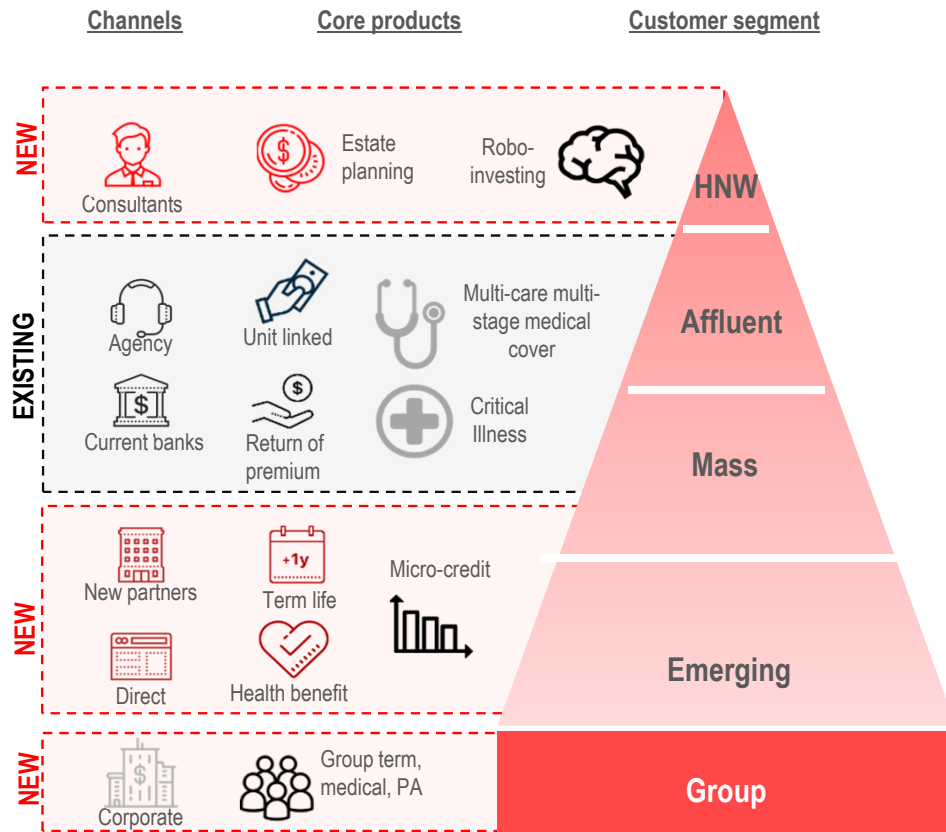 Channels
Core products
Customer segment
NEW
Consultants
$
Estate
planning
Robo-
investing
HNW
EXISTING
Agency
Unit linked
Multi-care multi-
stage medical
cover
Affluent
$
Current banks
$
Return of
premium
Critical
Illness
Mass
NEW
New partners
+1y
Term life
Micro-credit
Direct
Health benefit
Emerging
NEW
$
Corporate
Group term,
medical, PA
Group